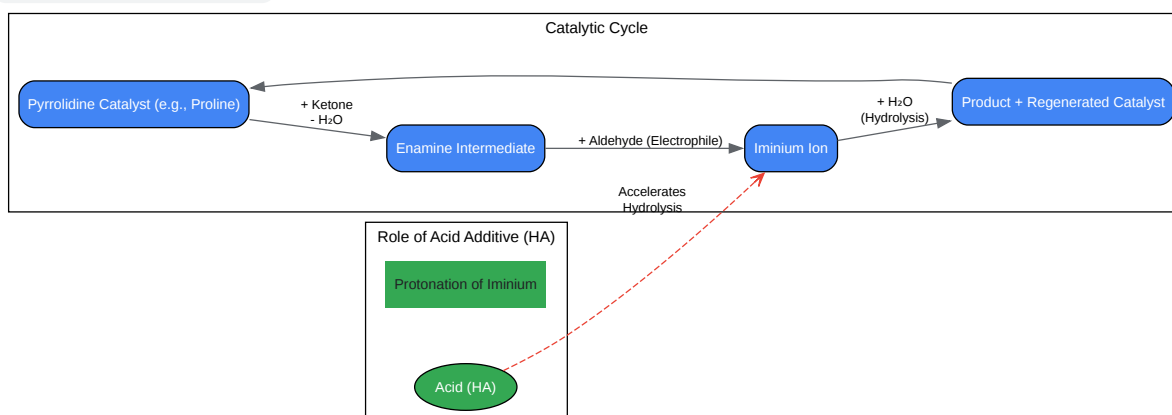 Catalytic Cycle
Pyrrolidine Catalyst (e.g., Proline)
+ Ketone
- H₂O
Enamine Intermediate
+ Aldehyde (Electrophile)
Iminium Ion
+ H₂O
(Hydrolysis)
Product + Regenerated Catalyst
Accelerates
Hydrolysis
Role of Acid Additive (HA)
Protonation of Iminium
Acid (HA)